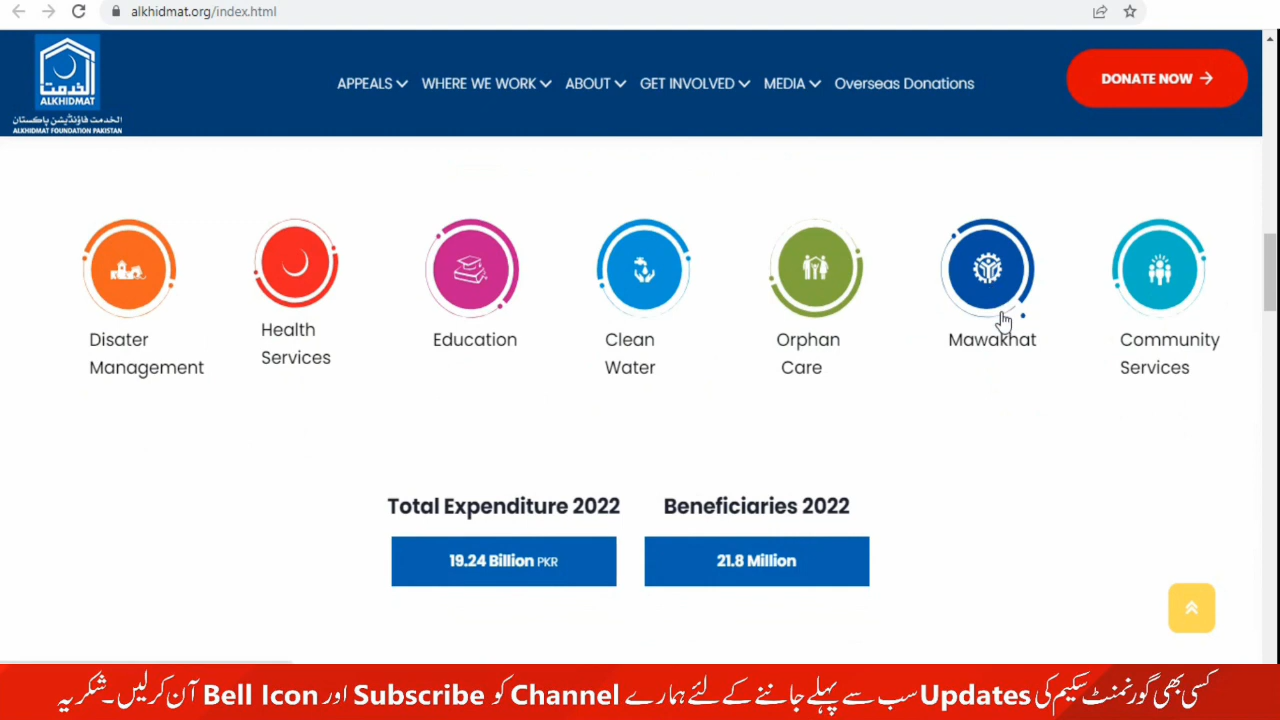 alkhidmat.org/index.html
الخدمت
ALKHIDMAT
الخدمت فاؤنڈیشن پاکستان
ALKHIDMAT FOUNDATION PAKISTAN
APPEALS WHERE WE WORK ABOUT GET INVOLVED MEDIA Overseas Donations
DONATE NOW →
Disater
Management
Health
Services
Education
Clean
Water
Orphan
Care
Mawakhat
Community
Services
Total Expenditure 2022
19.24 Billion PKR
Beneficiaries 2022
21.8 Million
کسی بھی گورنمنٹ سکیم کی Updates سب سے پہلے جاننے کے لئے ہمارے Channel کو Subscribe اور Bell Icon آن کرلیں۔شکریہ